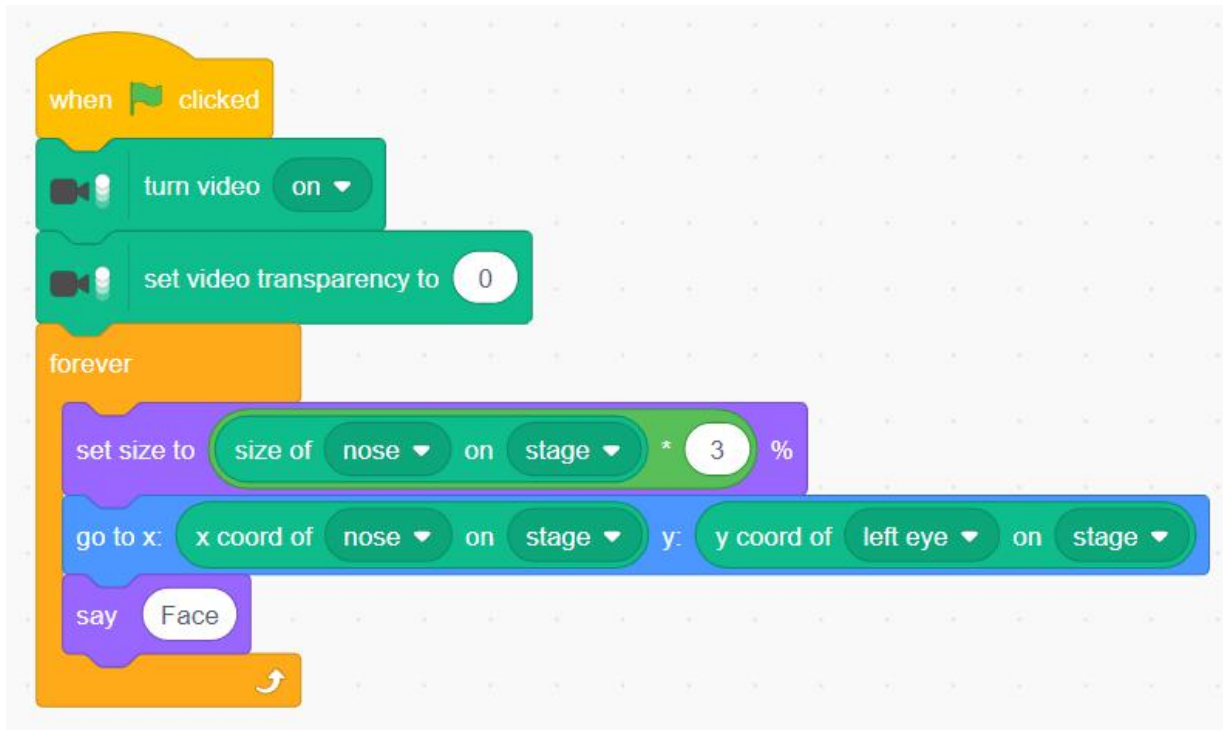 when clicked
turn video on
set video transparency to 0
forever
set size to size of nose on stage * 3 %
go to x: x coord of nose on stage y: y coord of left eye on stage
say Face